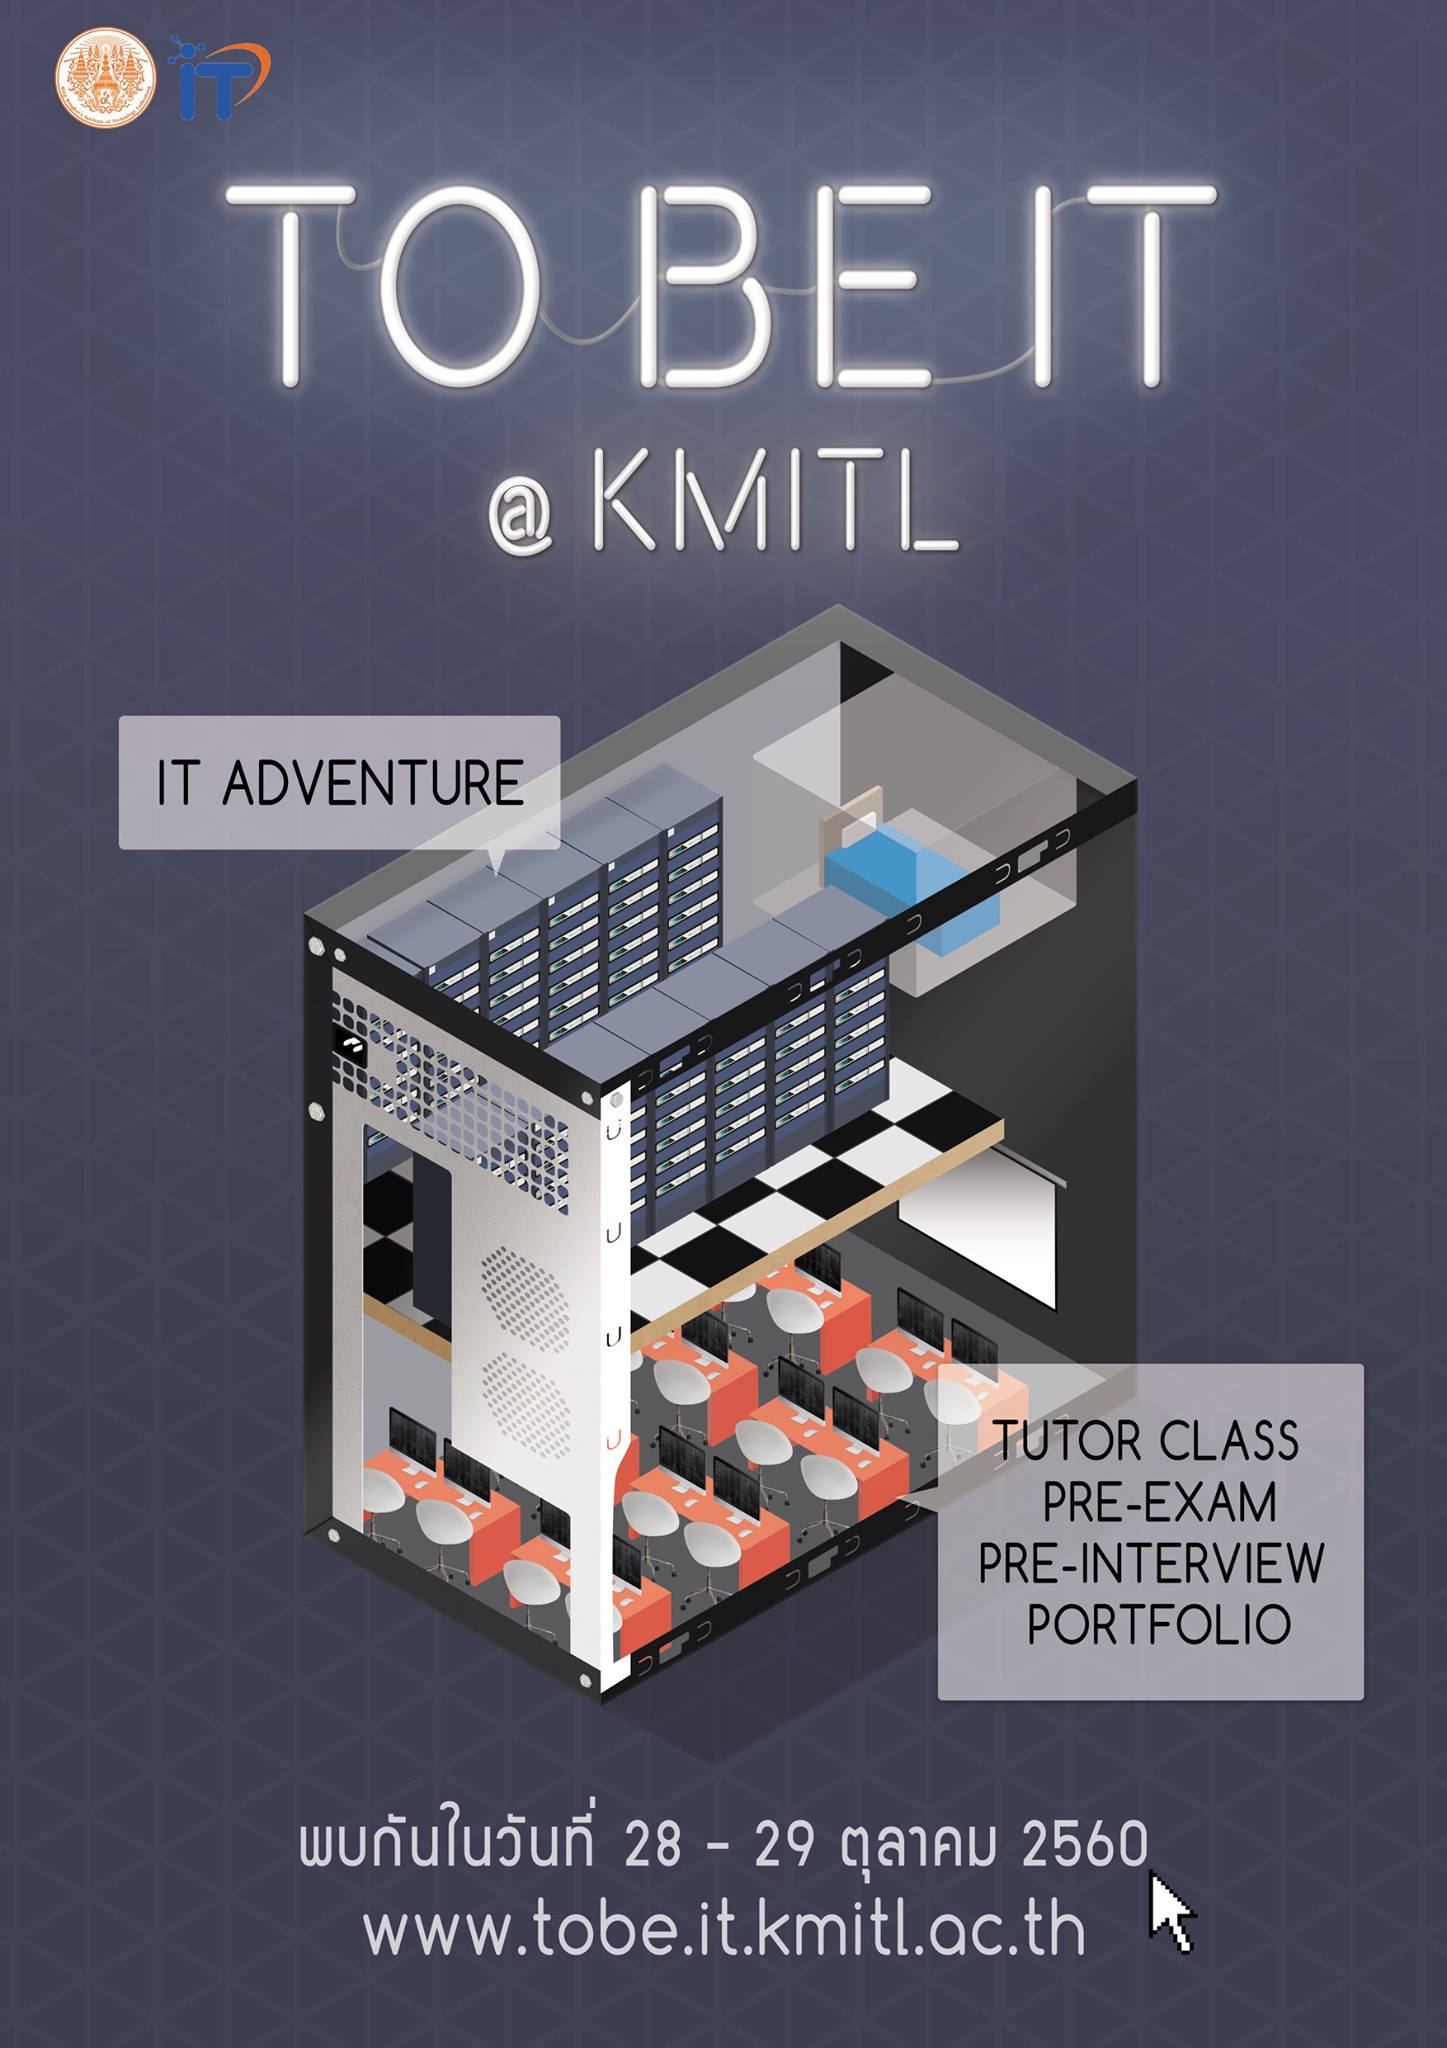 IT
TO BE IT
@ KMITL
IT ADVENTURE
TUTOR CLASS
PRE-EXAM
PRE-INTERVIEW
PORTFOLIO
พบกันในวันที่ 28 - 29 ตุลาคม 2560
www.tobe.it.kmitl.ac.th